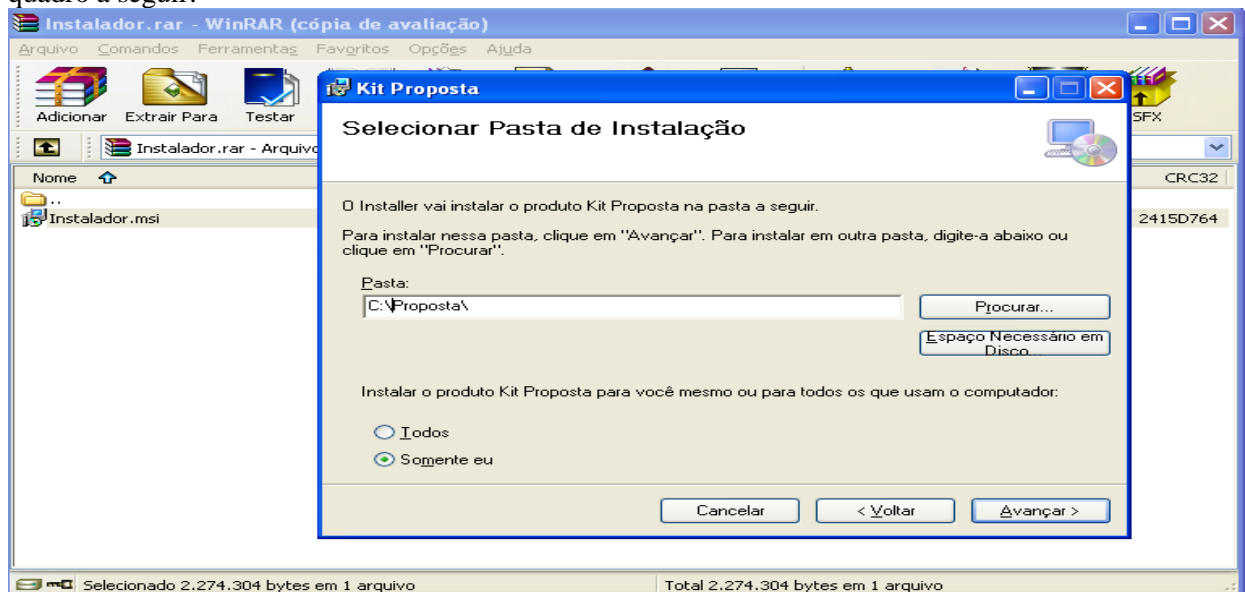 quadro a seguir:
Instalador.rar - WinRAR (cópia de avaliação)
Arquivo Comandos Ferramentas Favoritos Opções Ajuda
Adicionar Extrair Para Testar SFX
Kit Proposta
Selecionar Pasta de Instalação
Instalador.rar - Arquivo
Nome CRC32
..
Instalador.msi 2415D764
O Installer vai instalar o produto Kit Proposta na pasta a seguir.
Para instalar nessa pasta, clique em "Avançar". Para instalar em outra pasta, digite-a abaixo ou
clique em "Procurar".
Pasta:
C:\Proposta\
Procurar...
Espaço Necessário em
Disco...
Instalar o produto Kit Proposta para você mesmo ou para todos os que usam o computador:
Todos
Somente eu
Cancelar < Voltar Avançar >
Selecionado 2.274.304 bytes em 1 arquivo Total 2.274.304 bytes em 1 arquivo